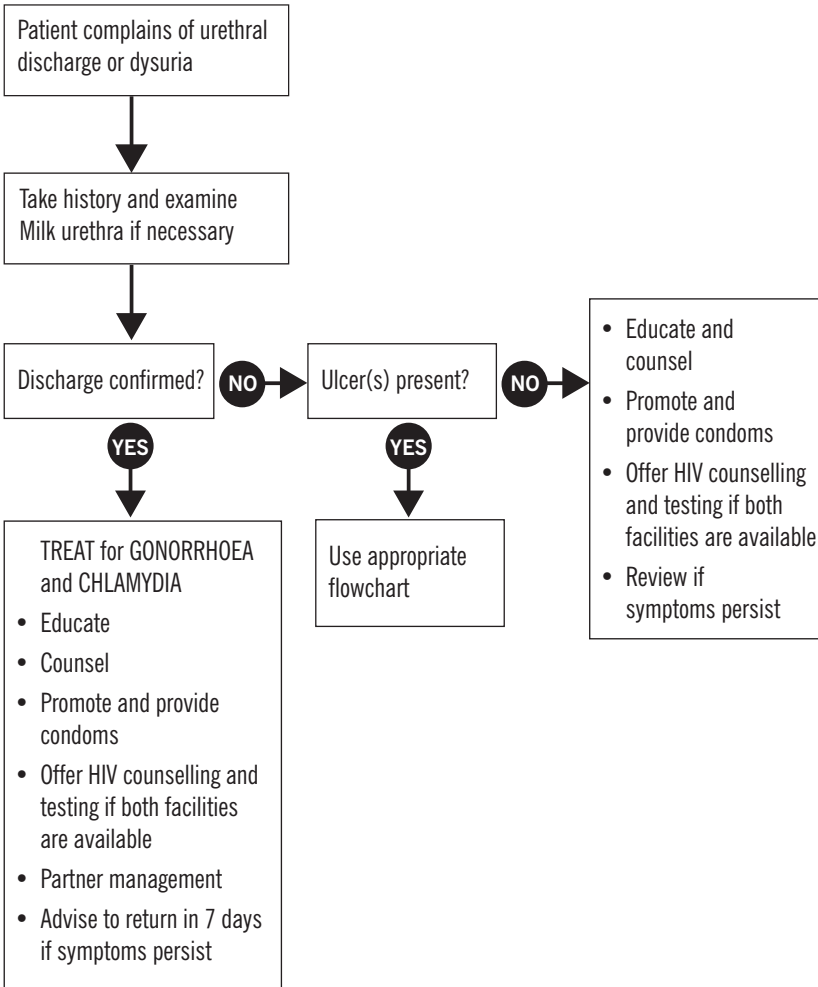 Patient complains of urethral
discharge or dysuria
Take history and examine
Milk urethra if necessary
Discharge confirmed?
NO
Ulcer(s) present?
NO
• Educate and
counsel
• Promote and
provide condoms
• Offer HIV counselling
and testing if both
facilities are available
• Review if
symptoms persist
YES
YES
TREAT for GONORRHOEA
and CHLAMYDIA
• Educate
• Counsel
• Promote and provide
condoms
• Offer HIV counselling and
testing if both facilities
are available
• Partner management
• Advise to return in 7 days
if symptoms persist
Use appropriate
flowchart